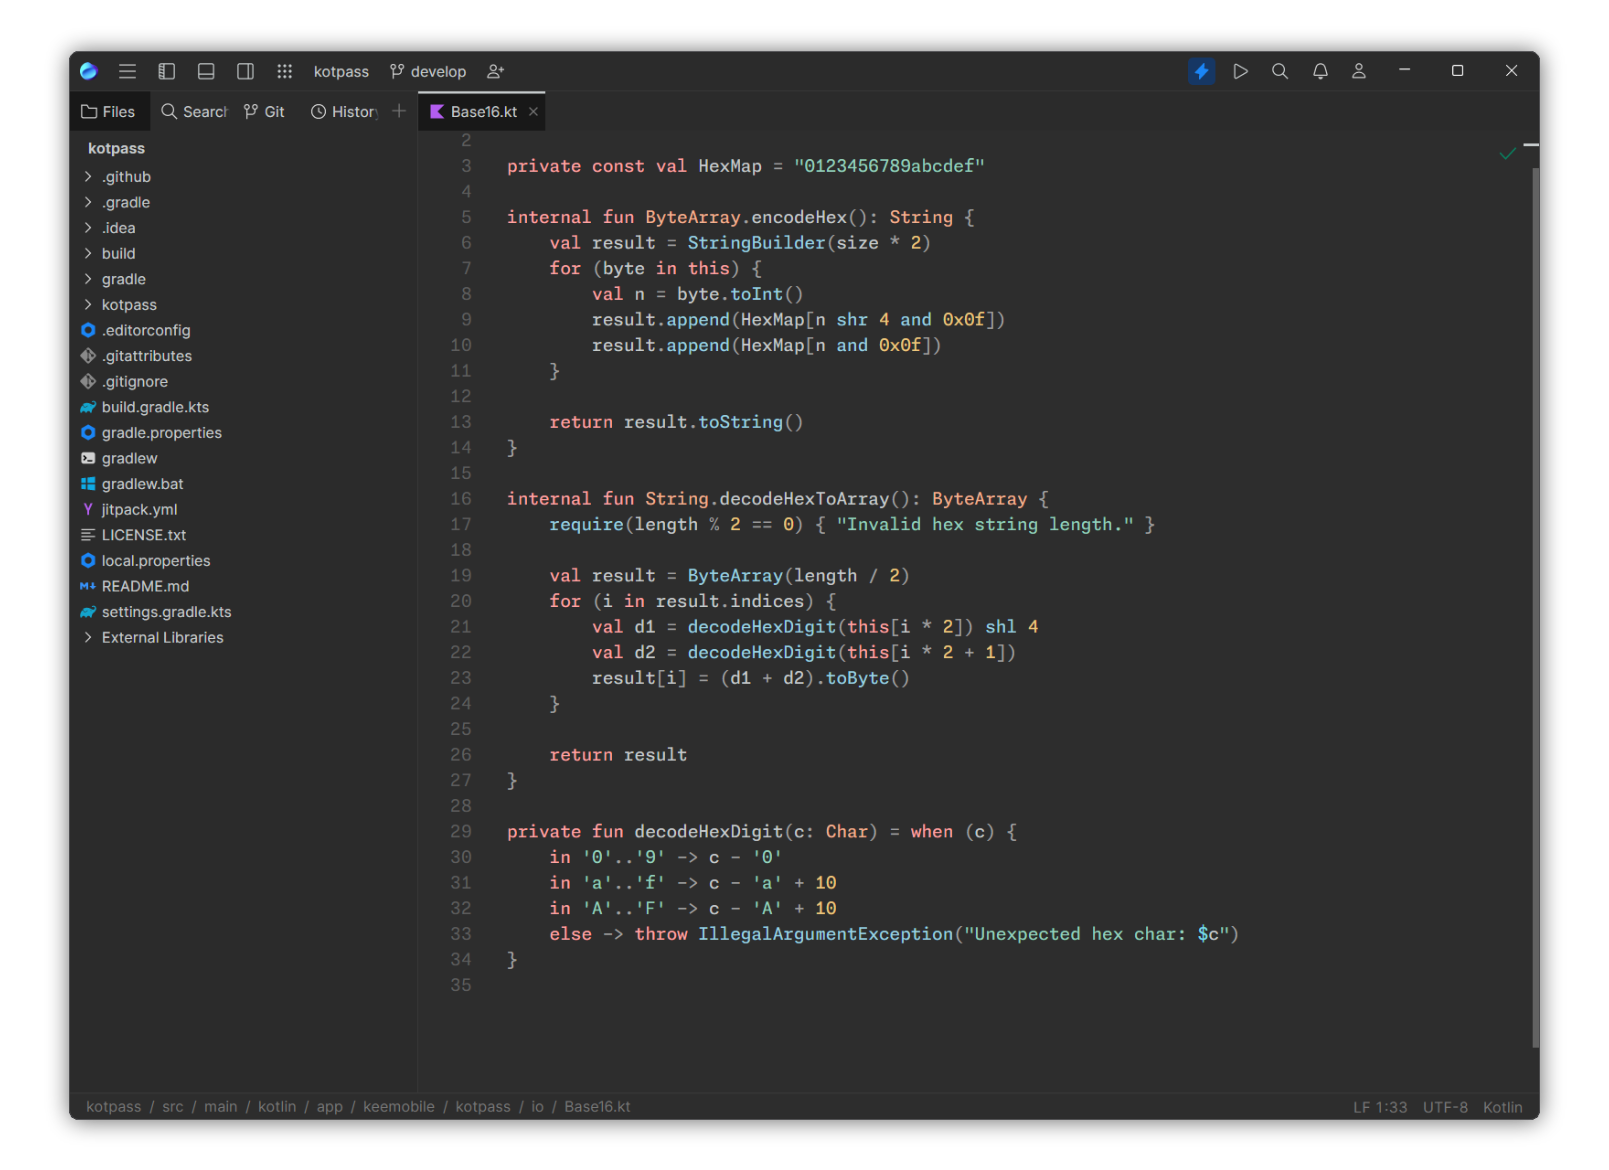 kotpass develop
Files Search Git History Base16.kt
kotpass
.github
.gradle
.idea
build
gradle
kotpass
.editorconfig
.gitattributes
.gitignore
build.gradle.kts
gradle.properties
gradlew
gradlew.bat
jitpack.yml
LICENSE.txt
local.properties
README.md
settings.gradle.kts
External Libraries
2
3 private const val HexMap = "0123456789abcdef"
4
5 internal fun ByteArray.encodeHex(): String {
6     val result = StringBuilder(size * 2)
7     for (byte in this) {
8         val n = byte.toInt()
9         result.append(HexMap[n shr 4 and 0x0f])
10         result.append(HexMap[n and 0x0f])
11     }
12
13     return result.toString()
14 }
15
16 internal fun String.decodeHexToArray(): ByteArray {
17     require(length % 2 == 0) { "Invalid hex string length." }
18
19     val result = ByteArray(length / 2)
20     for (i in result.indices) {
21         val d1 = decodeHexDigit(this[i * 2]) shl 4
22         val d2 = decodeHexDigit(this[i * 2 + 1])
23         result[i] = (d1 + d2).toByte()
24     }
25
26     return result
27 }
28
29 private fun decodeHexDigit(c: Char) = when (c) {
30     in '0'..'9' -> c - '0'
31     in 'a'..'f' -> c - 'a' + 10
32     in 'A'..'F' -> c - 'A' + 10
33     else -> throw IllegalArgumentException("Unexpected hex char: $c")
34 }
35
kotpass / src / main / kotlin / app / keemobile / kotpass / io / Base16.kt LF 1:33 UTF-8 Kotlin